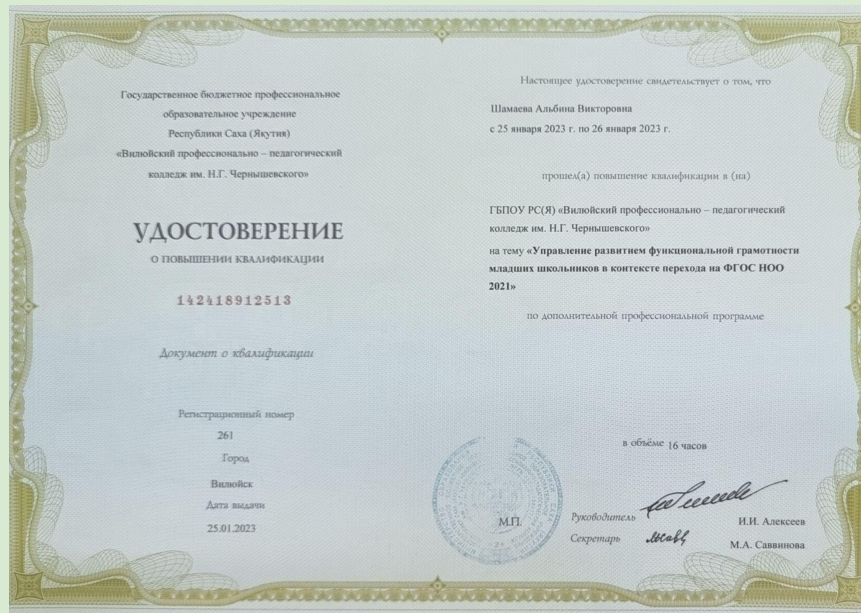 Государственное бюджетное профессиональное
образовательное учреждение
Республики Саха (Якутия)
«Вилюйский профессионально – педагогический
колледж им. Н.Г. Чернышевского»
УДОСТОВЕРЕНИЕ
О ПОВЫШЕНИИ КВАЛИФИКАЦИИ
142418912513
Документ о квалификации
Регистрационный номер
261
Город
Вилюйск
Дата выдачи
25.01.2023
Настоящее удостоверение свидетельствует о том, что
Шамаева Альбина Викторовна
с 25 января 2023 г. по 26 января 2023 г.
прошел(а) повышение квалификации в (на)
ГБПОУ РС(Я) «Вилюйский профессионально – педагогический
колледж им. Н.Г. Чернышевского»
на тему «Управление развитием функциональной грамотности
младших школьников в контексте перехода на ФГОС НОО
2021»
по дополнительной профессиональной программе
в объёме 16 часов
М.П.
Руководитель
И.И. Алексеев
Секретарь
М.А. Саввинова